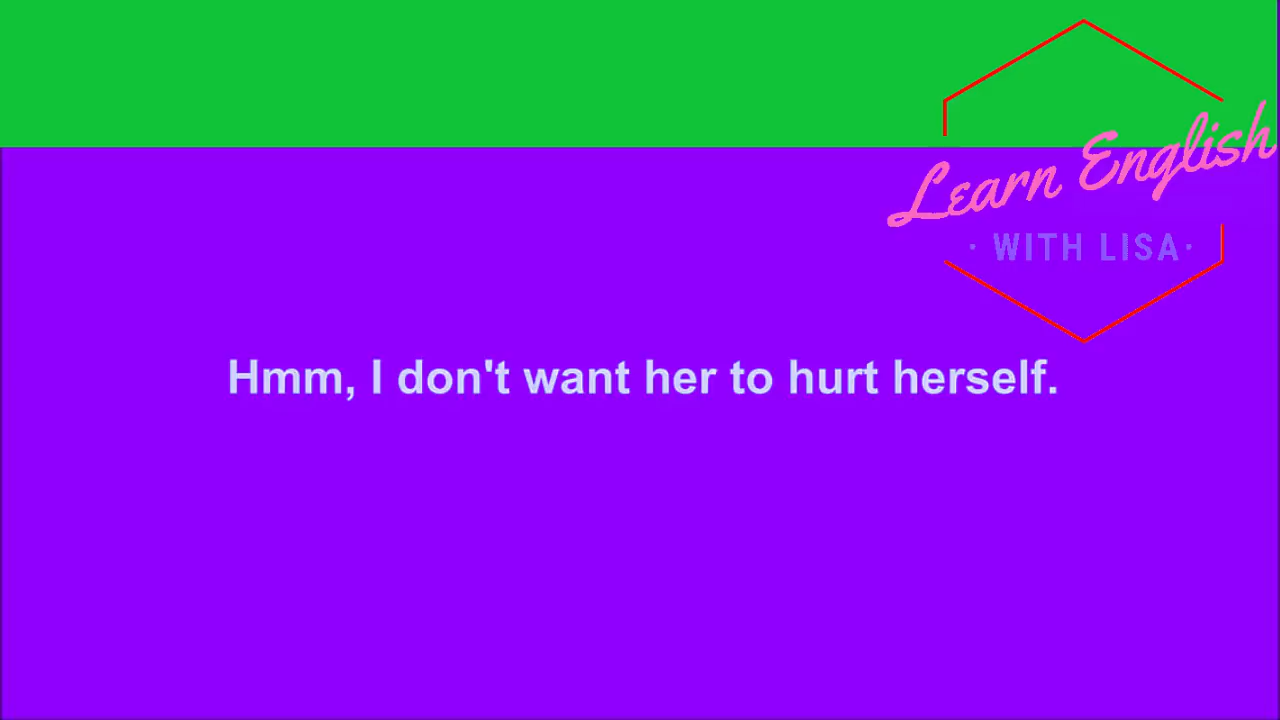 Learn English
· WITH LISA·
Hmm, I don't want her to hurt herself.